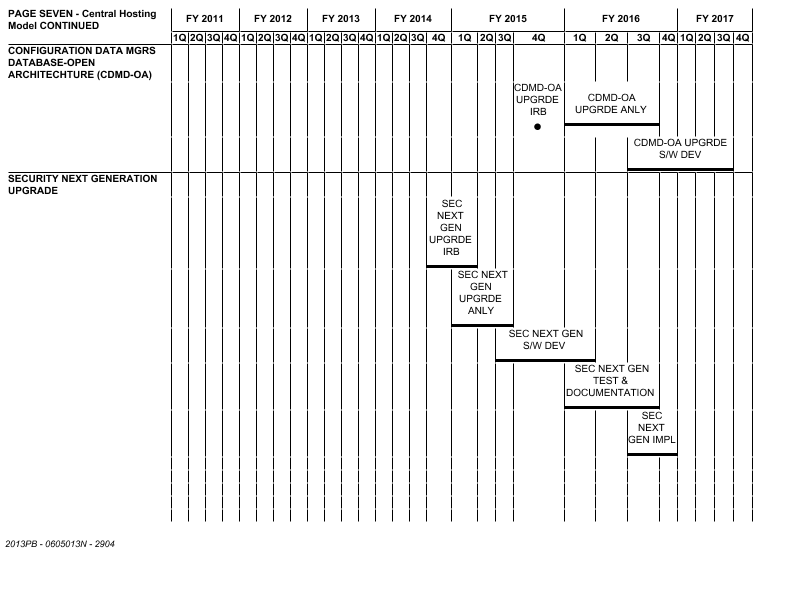 PAGE SEVEN - Central Hosting
Model CONTINUED
FY 2011 FY 2012 FY 2013 FY 2014 FY 2015 FY 2016 FY 2017
1Q 2Q 3Q 4Q 1Q 2Q 3Q 4Q 1Q 2Q 3Q 4Q 1Q 2Q 3Q 4Q 1Q 2Q 3Q 4Q 1Q 2Q 3Q 4Q 1Q 2Q 3Q 4Q
CONFIGURATION DATA MGRS
DATABASE-OPEN
ARCHITECHTURE (CDMD-OA)
CDMD-OA
UPGRDE
IRB
CDMD-OA
UPGRDE ANLY
CDMD-OA UPGRDE
S/W DEV
SECURITY NEXT GENERATION
UPGRADE
SEC
NEXT
GEN
UPGRDE
IRB
SEC NEXT
GEN
UPGRDE
ANLY
SEC NEXT GEN
S/W DEV
SEC NEXT GEN
TEST &
DOCUMENTATION
SEC
NEXT
GEN IMPL
2013PB - 0605013N - 2904